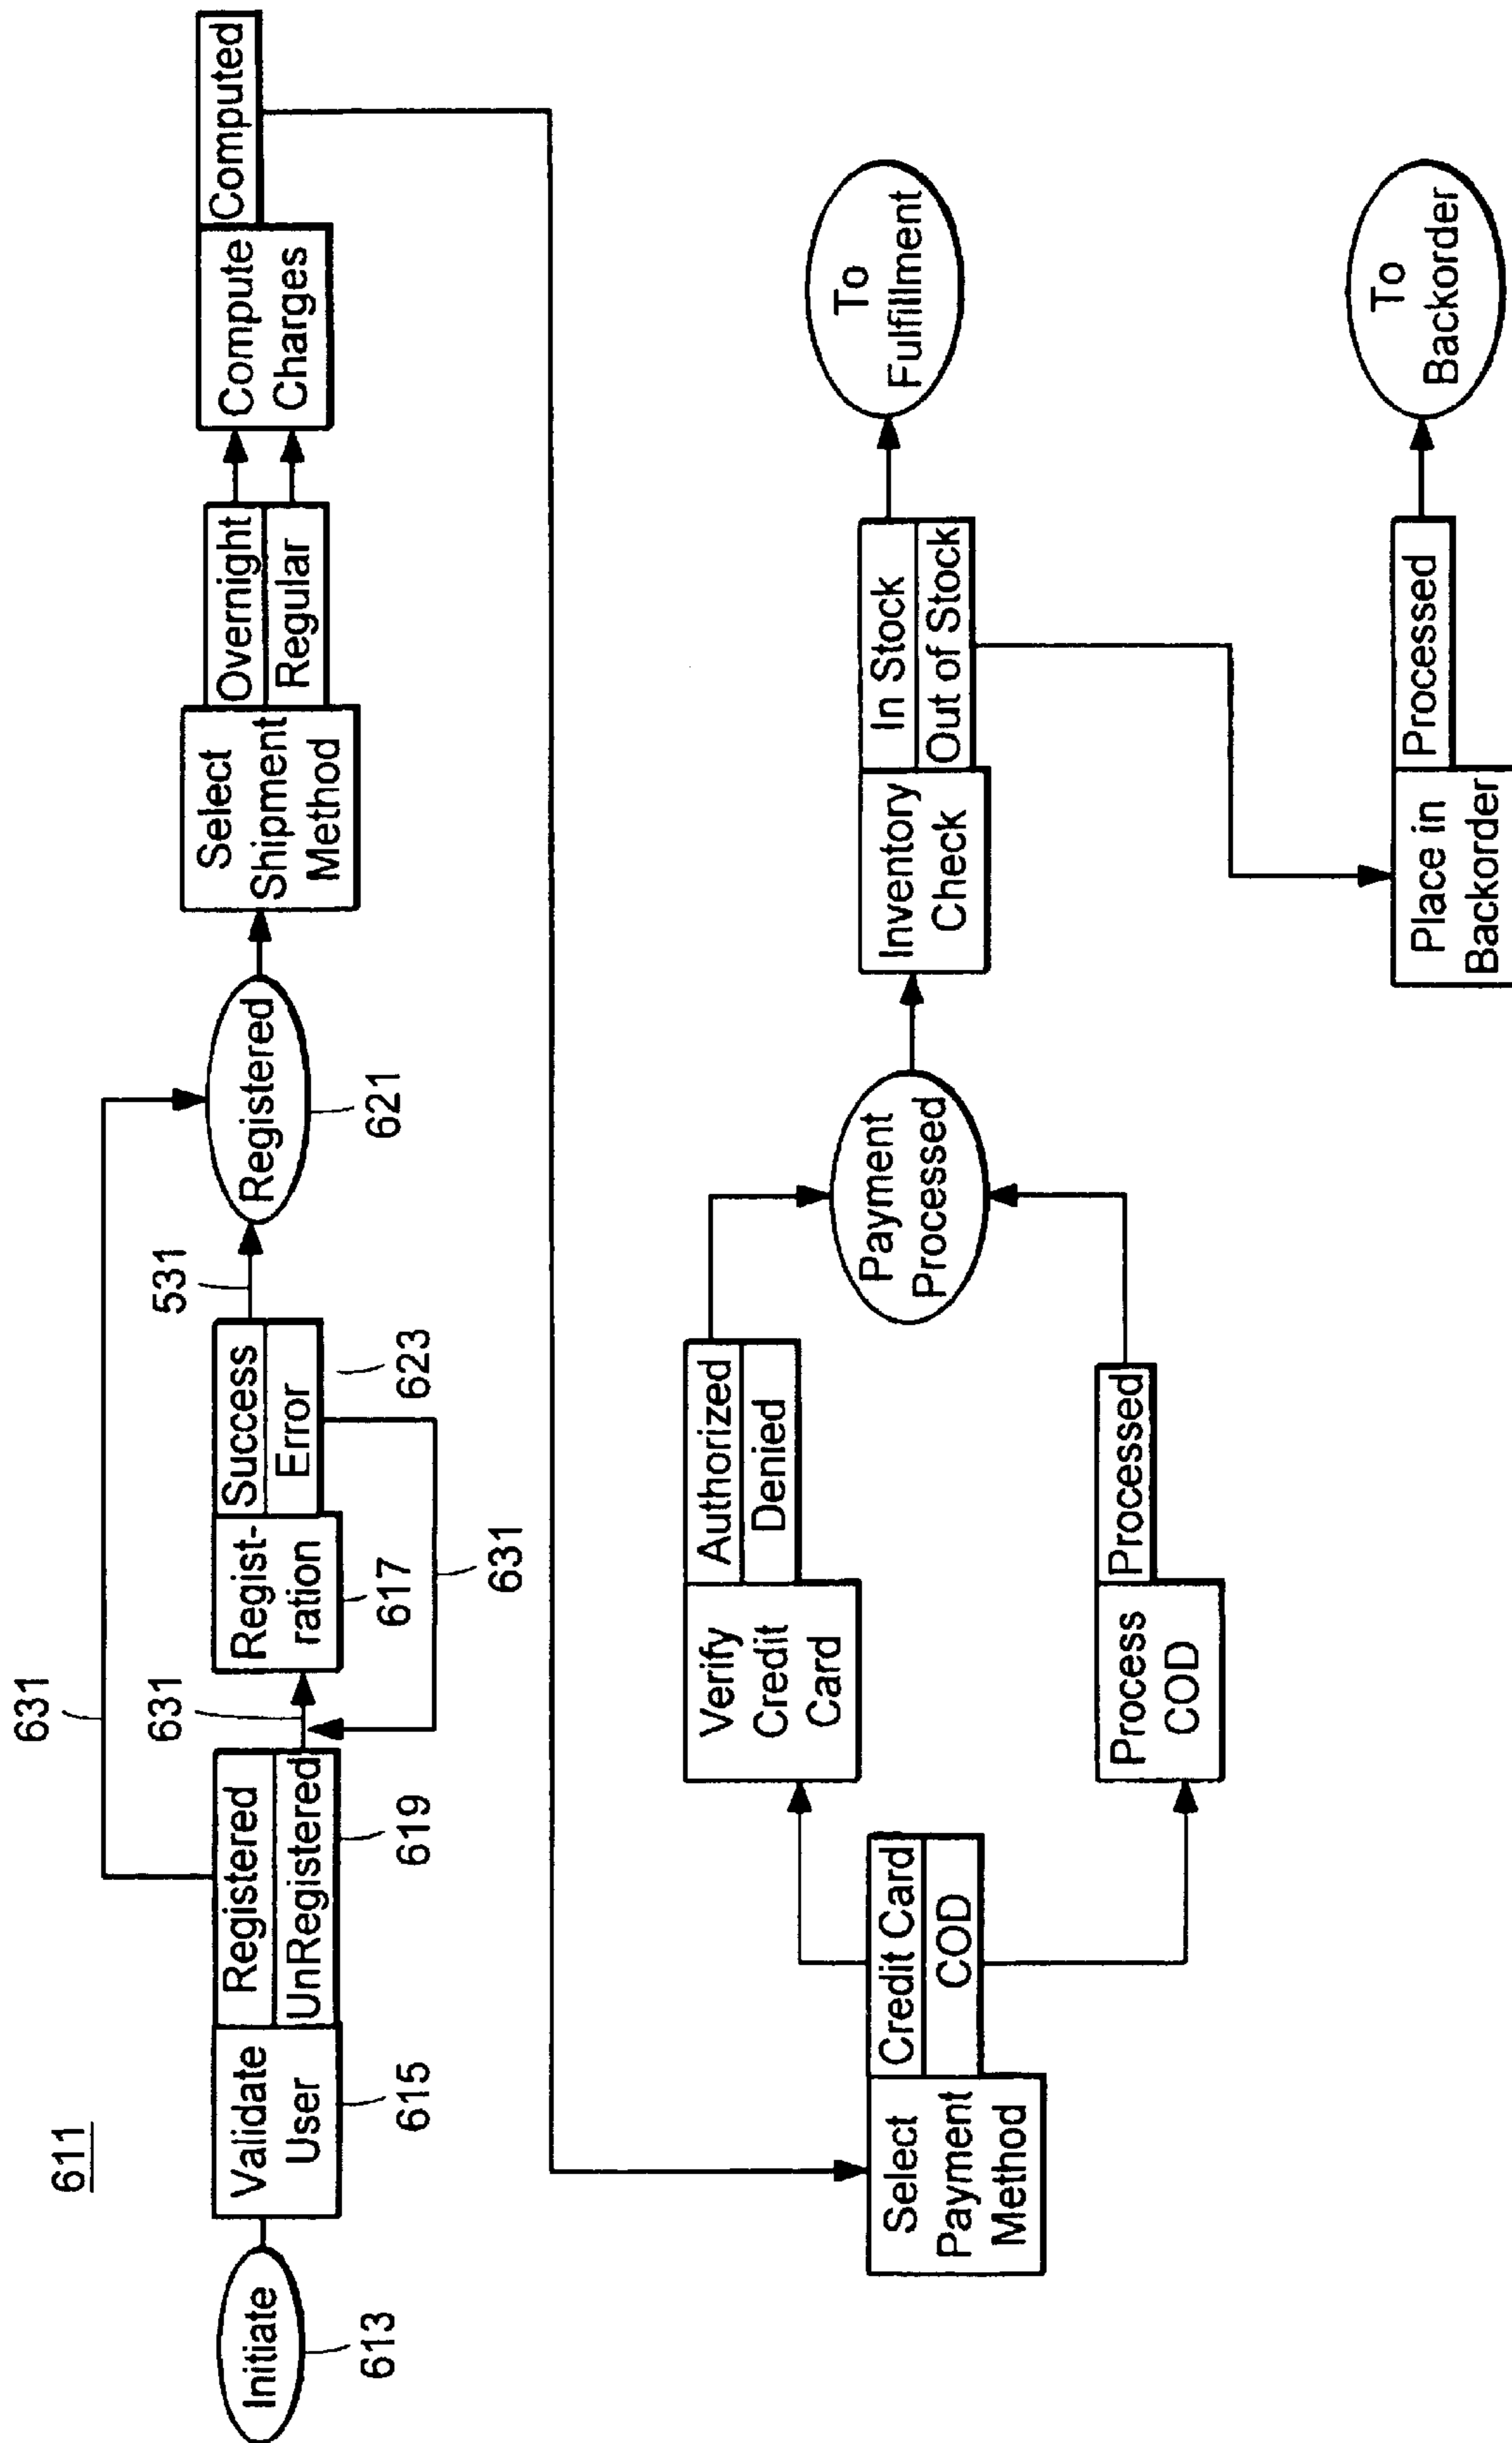 611
Initiate
613
Validate
User
615
Registered
UnRegistered
619
631
631
Regist-
ration
617
Success
Error
623
631
531
Registered
621
Select
Shipment
Method
Overnight
Regular
Compute
Charges
Computed
Select
Payment
Method
Credit Card
COD
Verify
Credit
Card
Authorized
Denied
Process
COD
Processed
Payment
Processed
Inventory
Check
In Stock
Out of Stock
To
Fulfillment
Place in
Backorder
Processed
To
Backorder